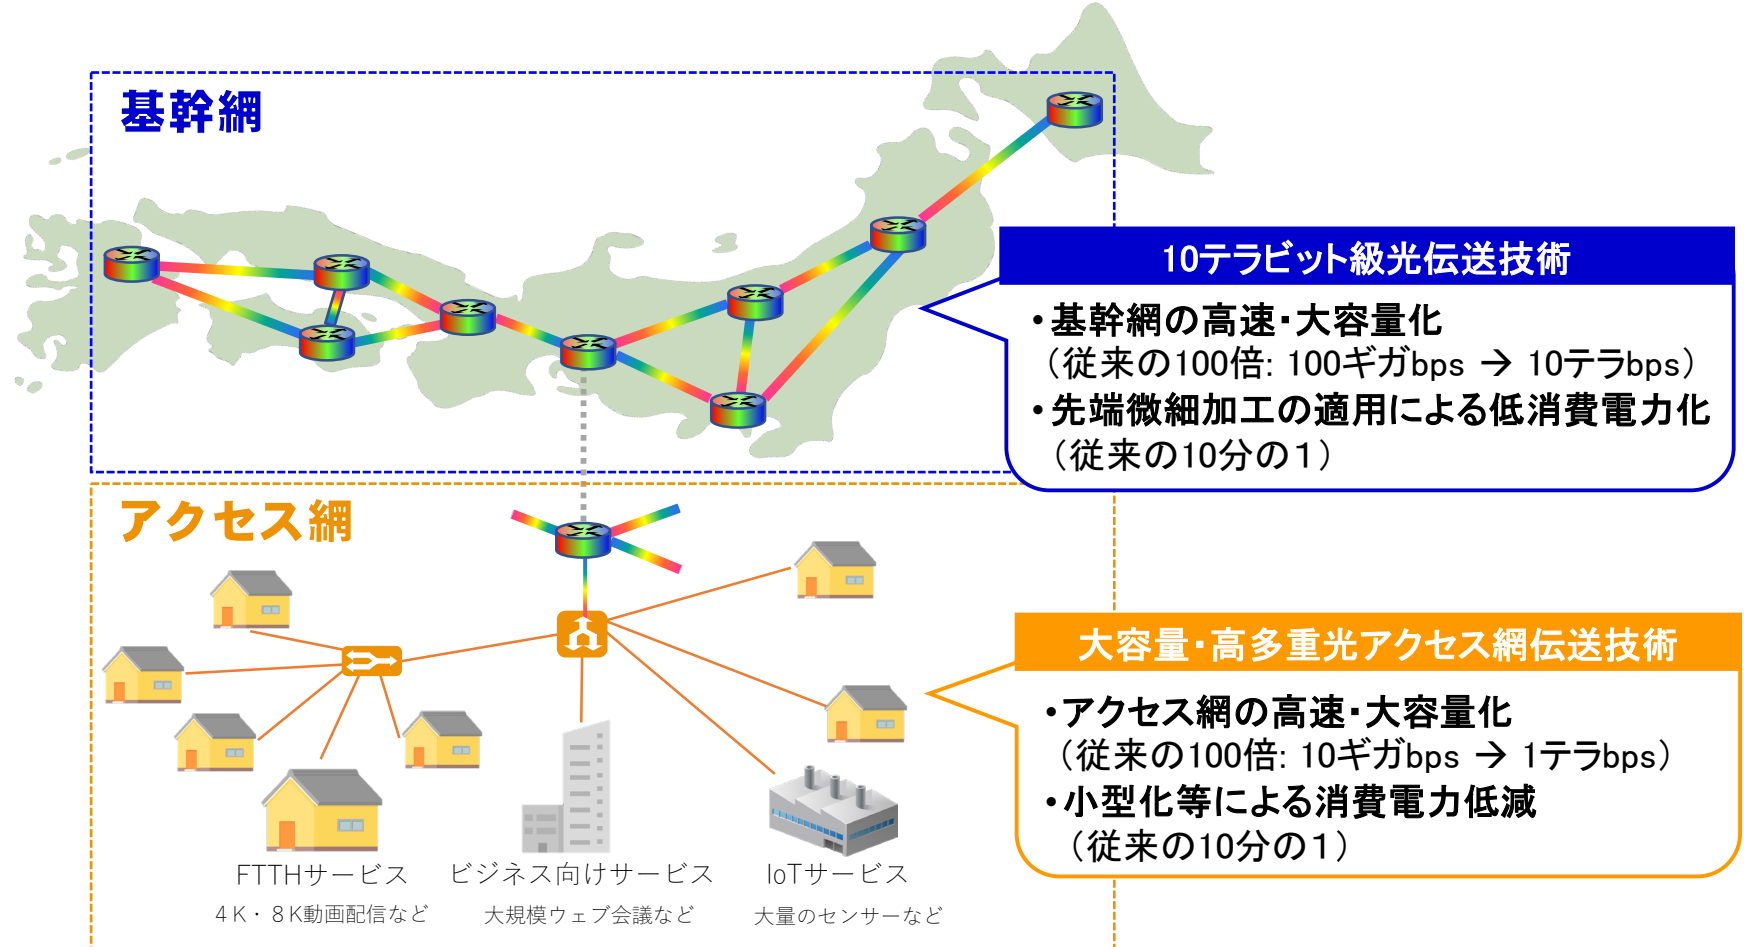 基幹網
10テラビット級光伝送技術
・基幹網の高速・大容量化
（従来の100倍: 100ギガbps → 10テラbps）
・先端微細加工の適用による低消費電力化
（従来の10分の１）
アクセス網
大容量・高多重光アクセス網伝送技術
・アクセス網の高速・大容量化
（従来の100倍: 10ギガbps → 1テラbps）
・小型化等による消費電力低減
（従来の10分の１）
FTTHサービス
４Ｋ・８Ｋ動画配信など
ビジネス向けサービス
大規模ウェブ会議など
IoTサービス
大量のセンサーなど